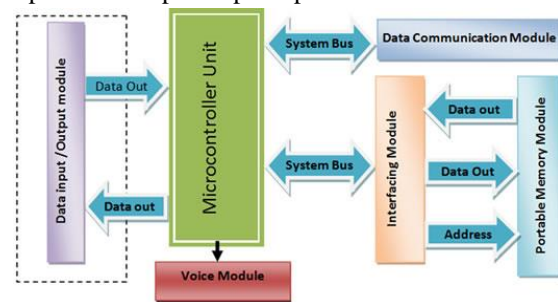 System Bus
Data Communication Module
Data input /Output module
Data Out
Microcontroller Unit
Data out
System Bus
Interfacing Module
Data out
Data Out
Address
Portable Memory Module
Voice Module